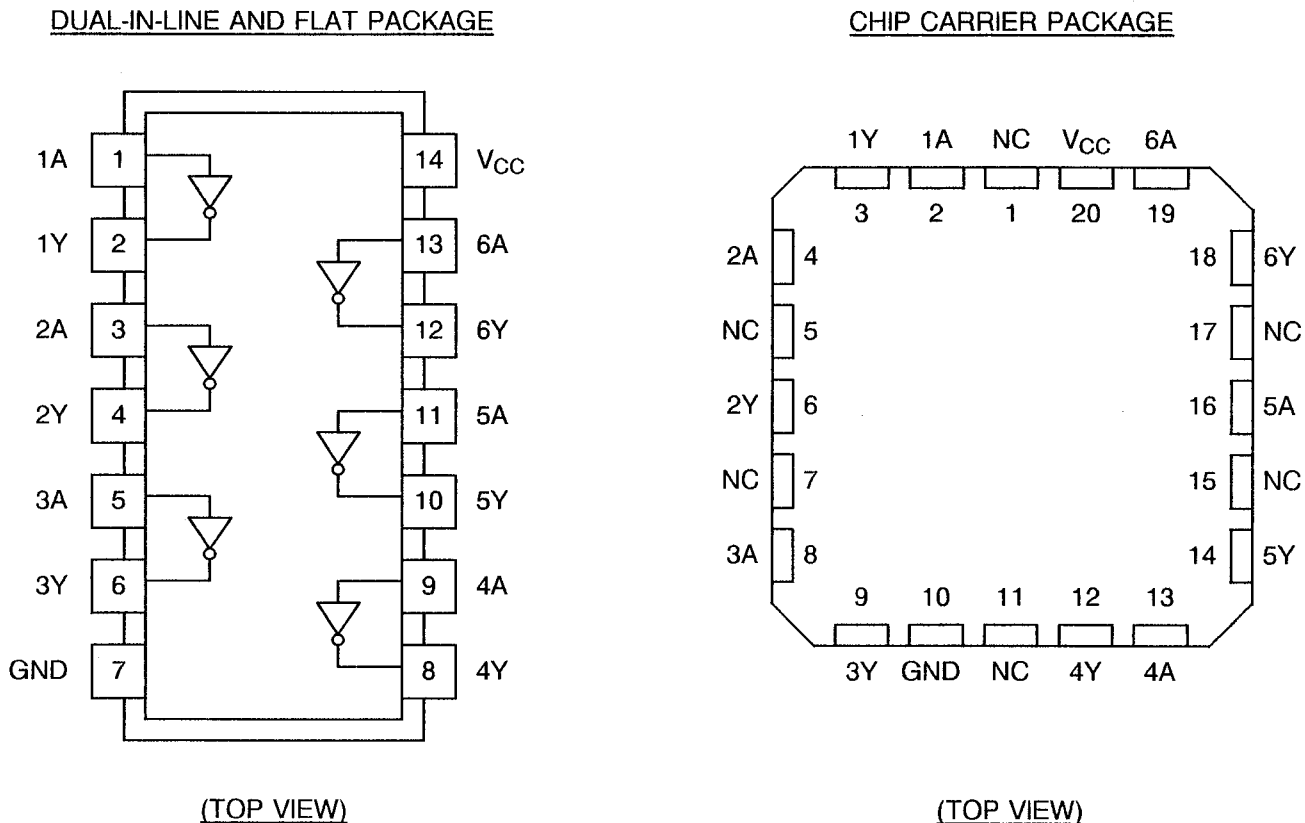 DUAL-IN-LINE AND FLAT PACKAGE
1A 1 14 VCC
1Y 2 13 6A
2A 3 12 6Y
2Y 4 11 5A
3A 5 10 5Y
3Y 6 9 4A
GND 7 8 4Y
(TOP VIEW)
CHIP CARRIER PACKAGE
1Y 1A NC VCC 6A
3 2 1 20 19
2A 4 18 6Y
NC 5 17 NC
2Y 6 16 5A
NC 7 15 NC
3A 8 14 5Y
9 10 11 12 13
3Y GND NC 4Y 4A
(TOP VIEW)